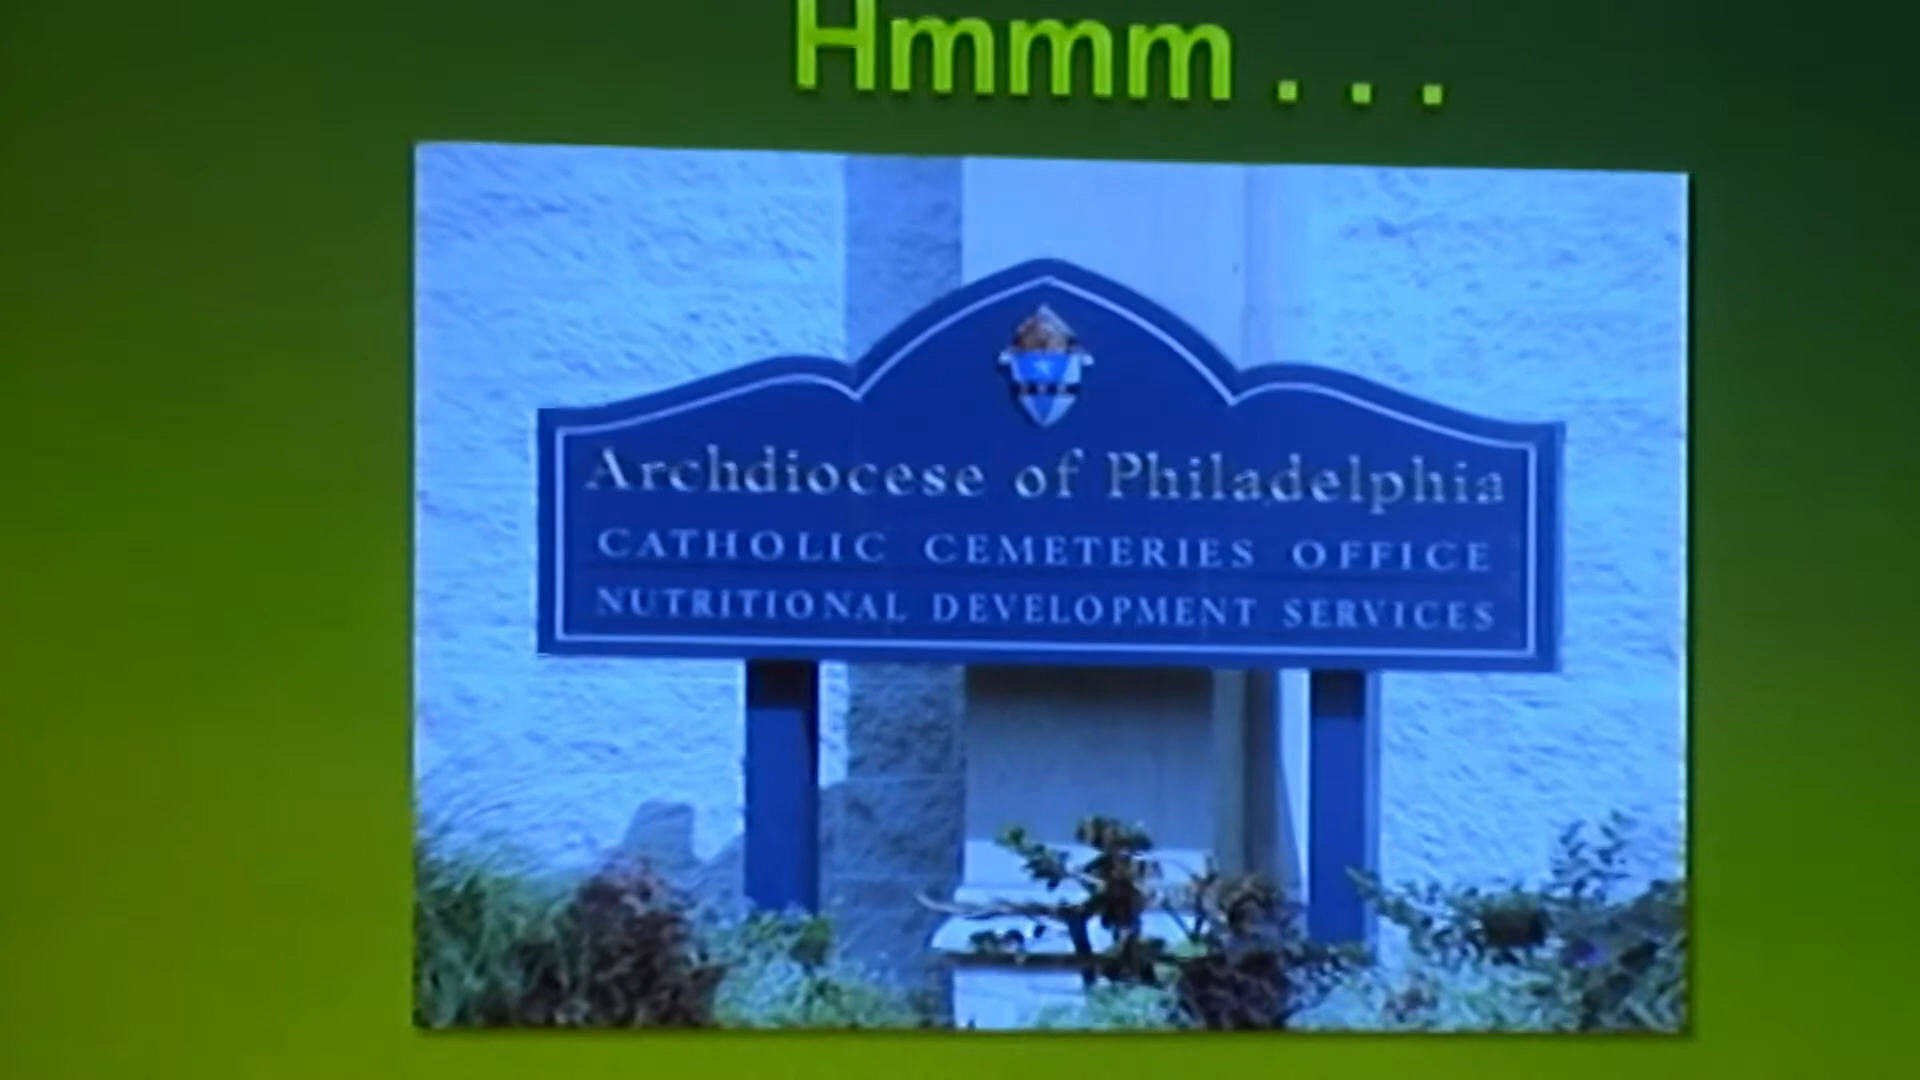 Hmmm . . .
Archdiocese of Philadelphia
CATHOLIC CEMETERIES OFFICE
NUTRITIONAL DEVELOPMENT SERVICES